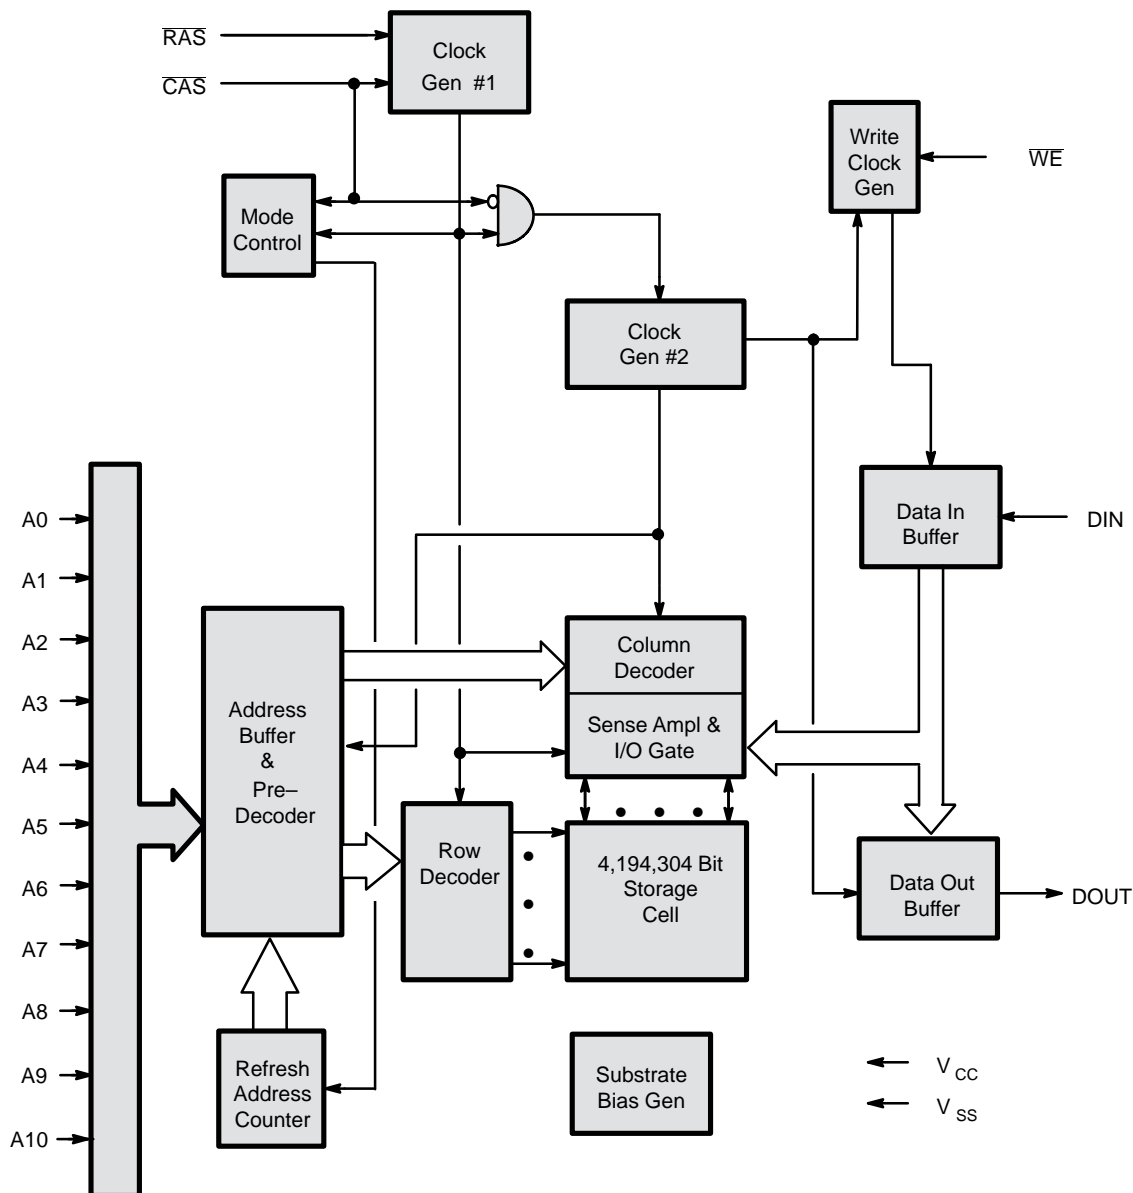 RAS
CAS
Clock
Gen #1
Write
Clock
Gen
WE
Mode
Control
Clock
Gen #2
A0
A1
A2
A3
A4
A5
A6
A7
A8
A9
A10
Data In
Buffer
DIN
Address
Buffer
&
Pre–
Decoder
Column
Decoder
Sense Ampl &
I/O Gate
Row
Decoder
4,194,304 Bit
Storage
Cell
Data Out
Buffer
DOUT
Refresh
Address
Counter
Substrate
Bias Gen
VCC
VSS